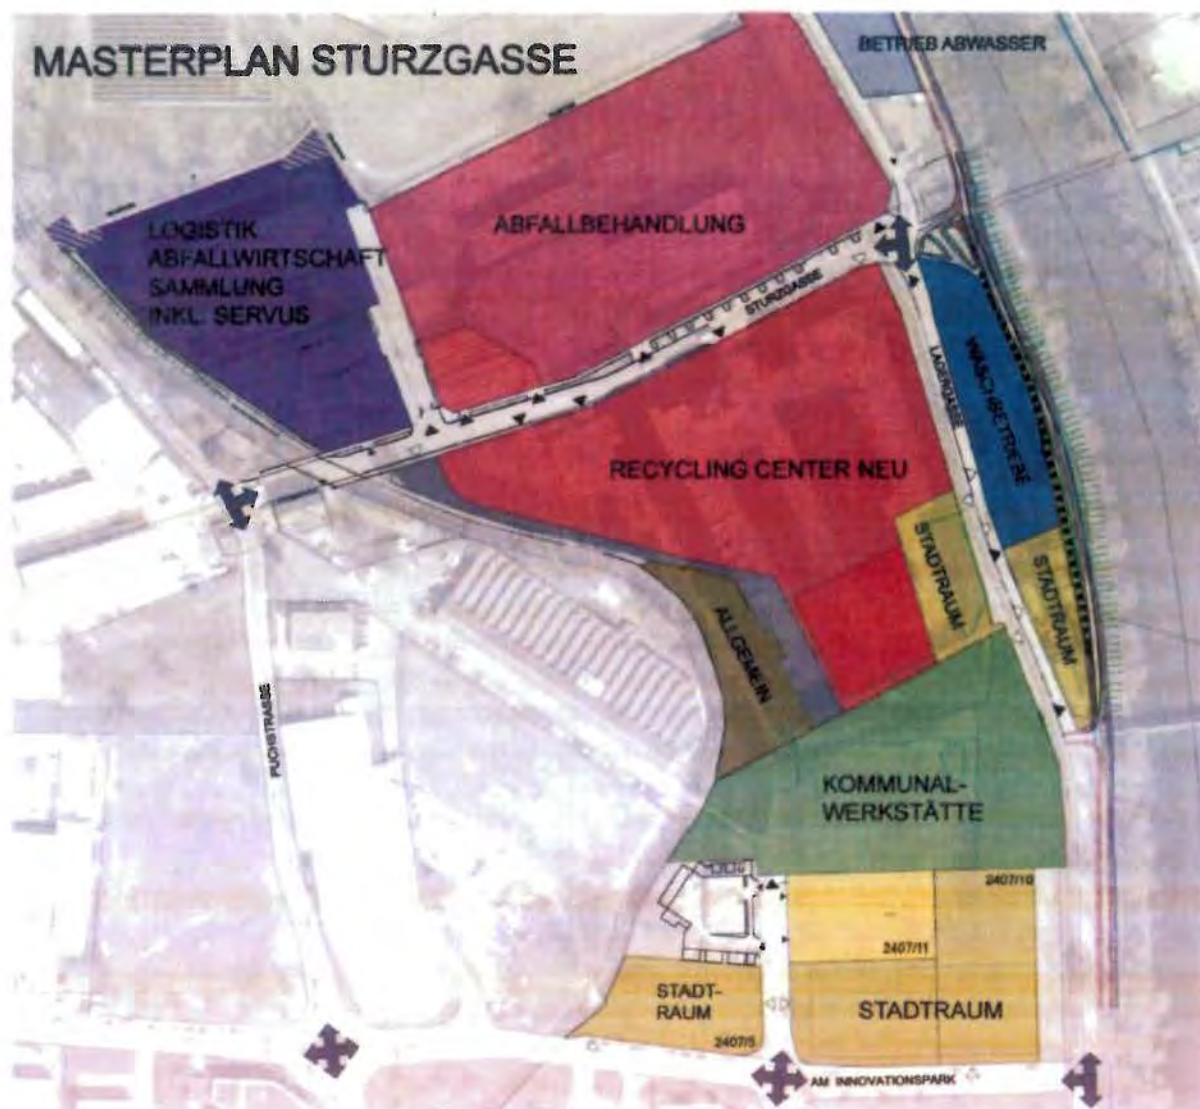 MASTERPLAN STURZGASSE
BETRIEB ABWASSER
LOGISTIK
ABFALLWIRTSCHAFT
SAMMLUNG
INKL. SERVUS
ABFALLBEHANDLUNG
STURZGASSE
LAGERGASSE
WASCHBETRIEBE
RECYCLING CENTER NEU
STADTRAUM
STADTRAUM
ALLGEMEIN
PUCHSTRASSE
KOMMUNAL-
WERKSTÄTTE
2407/10
2407/11
STADT-
RAUM
STADTRAUM
2407/5
AM INNOVATIONSPARK